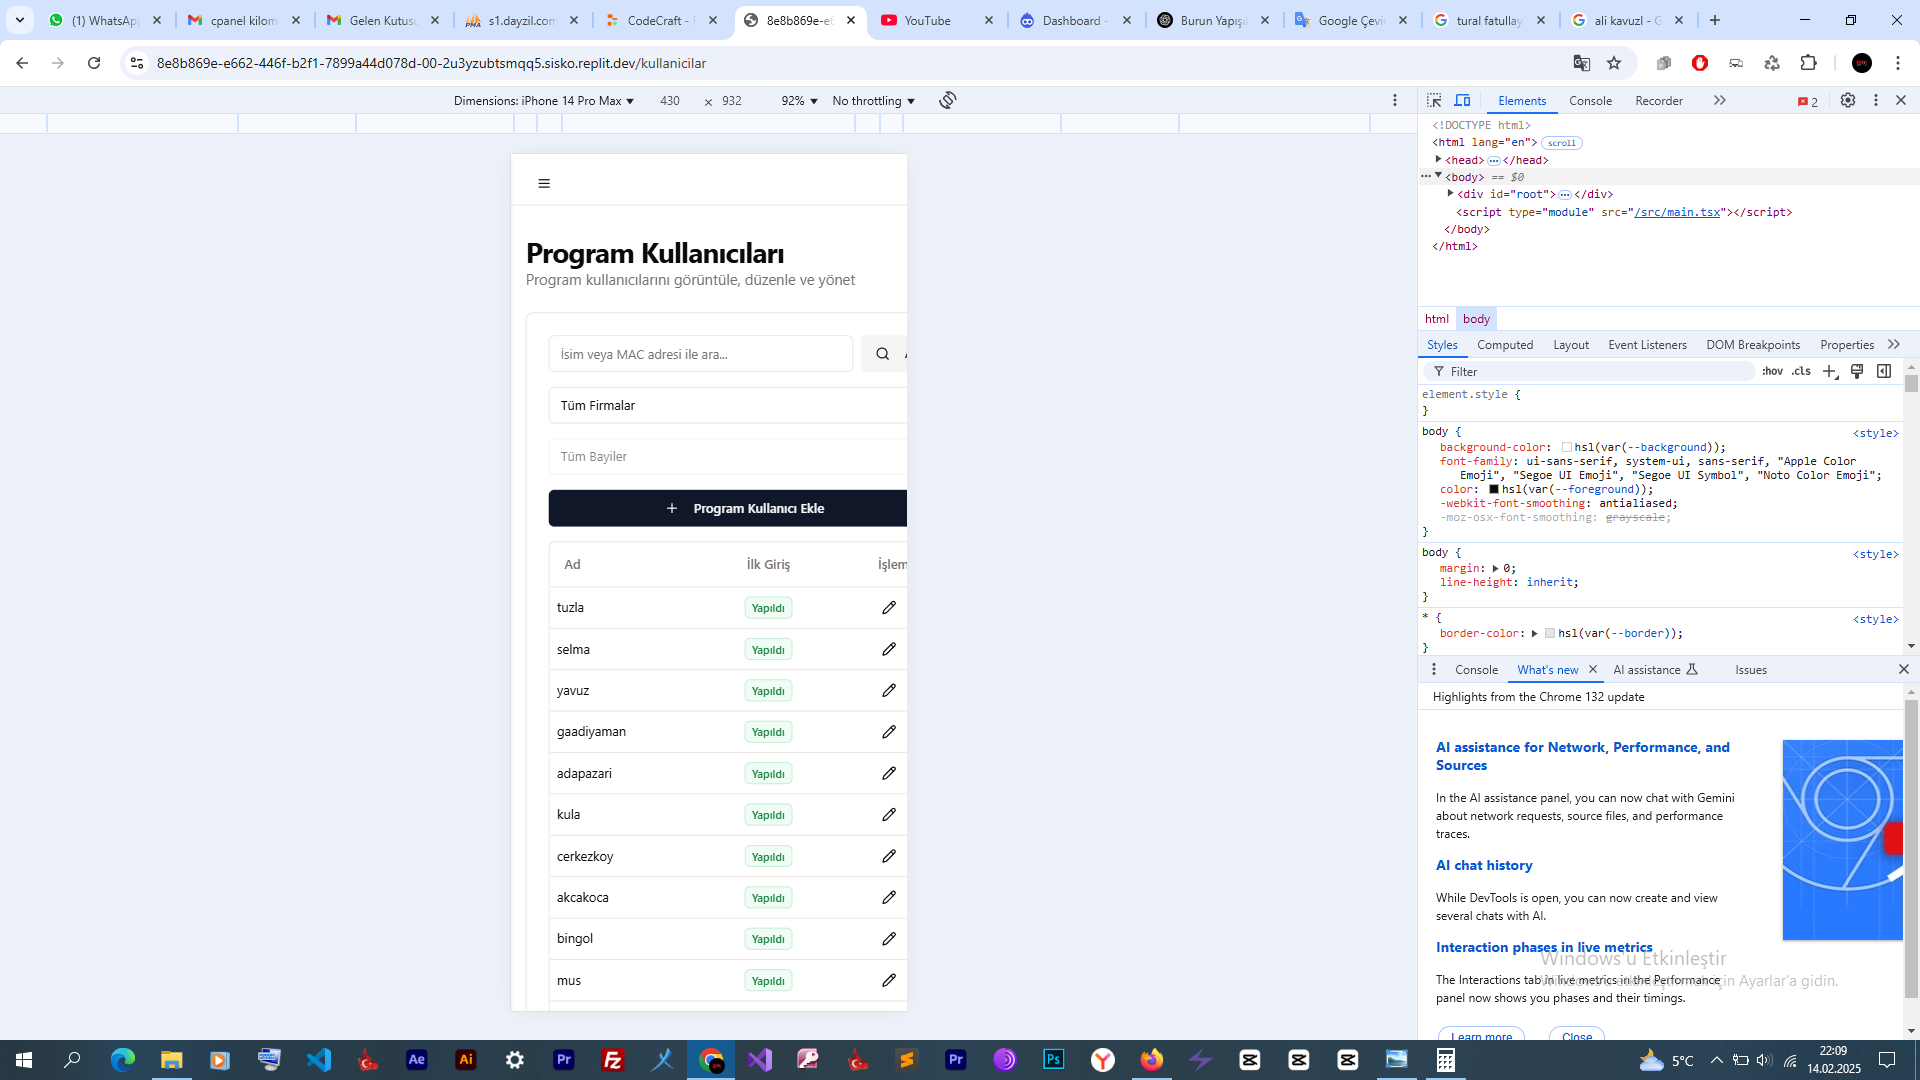 (1) WhatsAp
cpanel kilom
Gelen Kutusu
s1.dayzil.com
CodeCraft -
8e8b869e-e6
YouTube
Dashboard -
Burun Yapışı
Google Çevir
tural fatullay
ali kavuzl - G
8e8b869e-e662-446f-b2f1-7899a44d078d-00-2u3yzubtsmqq5.sisko.replit.dev/kullanicilar
Dimensions: iPhone 14 Pro Max
430 × 932
92%
No throttling
Elements
Console
Recorder
2
<!DOCTYPE html>
<html lang="en">
scroll
<head> </head>
<body> == $0
<div id="root"> </div>
<script type="module" src="/src/main.tsx"></script>
</body>
</html>
Program Kullanıcıları
Program kullanıcılarını görüntüle, düzenle ve yönet
İsim veya MAC adresi ile ara...
Tüm Firmalar
Tüm Bayiler
Program Kullanıcı Ekle
Ad İlk Giriş İşlem
tuzla Yapıldı
selma Yapıldı
yavuz Yapıldı
gaadiyaman Yapıldı
adapazari Yapıldı
kula Yapıldı
cerkezkoy Yapıldı
akcakoca Yapıldı
bingol Yapıldı
mus Yapıldı
html body
Styles Computed Layout Event Listeners DOM Breakpoints Properties
Filter
:hov .cls
element.style {
}
body { <style>
background-color: hsl(var(--background));
font-family: ui-sans-serif, system-ui, sans-serif, "Apple Color
Emoji", "Segoe UI Emoji", "Segoe UI Symbol", "Noto Color Emoji";
color: hsl(var(--foreground));
-webkit-font-smoothing: antialiased;
-moz-osx-font-smoothing: grayscale;
}
body { <style>
margin: 0;
line-height: inherit;
}
* { <style>
border-color: hsl(var(--border));
}
Console What's new AI assistance Issues
Highlights from the Chrome 132 update
AI assistance for Network, Performance, and
Sources
In the AI assistance panel, you can now chat with Gemini
about network requests, source files, and performance
traces.
AI chat history
While DevTools is open, you can now create and view
several chats with AI.
Interaction phases in live metrics
The Interactions tab in live metrics in the Performance
panel now shows you phases and their timings.
Learn more
Close
Windows'u Etkinleştir
Windows'u etkinleştirmek için Ayarlar'a gidin.
Ae
Ai
Pr
Pr
Ps
5°C
22:09
14.02.2025